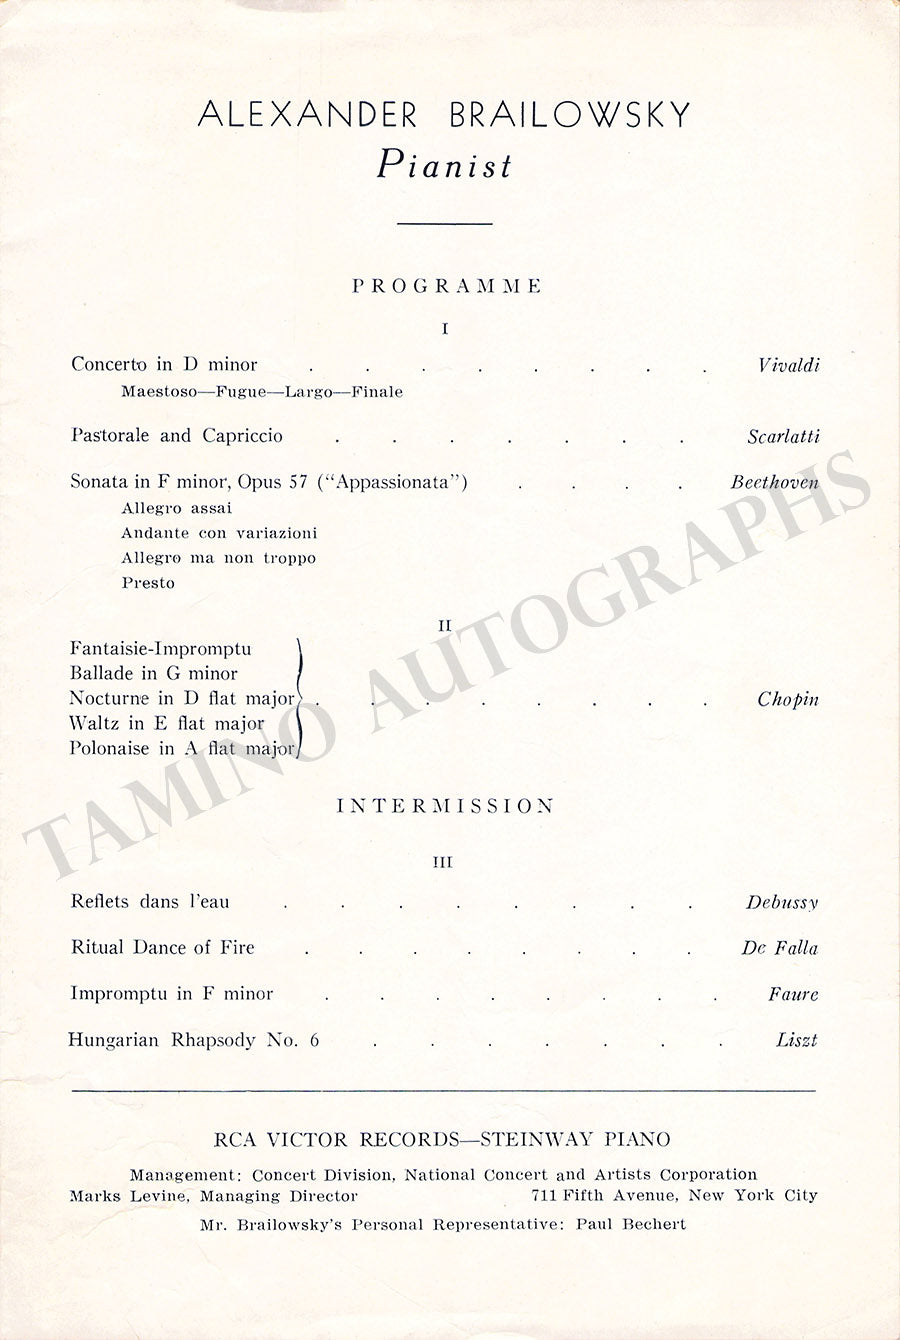 ALEXANDER BRAILOWSKY
Pianist
PROGRAMME
I
Concerto in D minor . . . . . . . . Vivaldi
Maestoso—Fugue—Largo—Finale
Pastorale and Capriccio . . . . . . . Scarlatti
Sonata in F minor, Opus 57 ("Appassionata") . . . . Beethoven
Allegro assai
Andante con variazioni
Allegro ma non troppo
Presto
II
Fantaisie-Impromptu
Ballade in G minor
Nocturne in D flat major . . . . . . . . Chopin
Waltz in E flat major
Polonaise in A flat major
INTERMISSION
III
Reflets dans l'eau . . . . . . . . Debussy
Ritual Dance of Fire . . . . . . . . De Falla
Impromptu in F minor . . . . . . . . Faure
Hungarian Rhapsody No. 6 . . . . . . . Liszt
RCA VICTOR RECORDS—STEINWAY PIANO
Management: Concert Division, National Concert and Artists Corporation
Marks Levine, Managing Director 711 Fifth Avenue, New York City
Mr. Brailowsky's Personal Representative: Paul Bechert
TAMINO AUTOGRAPHS